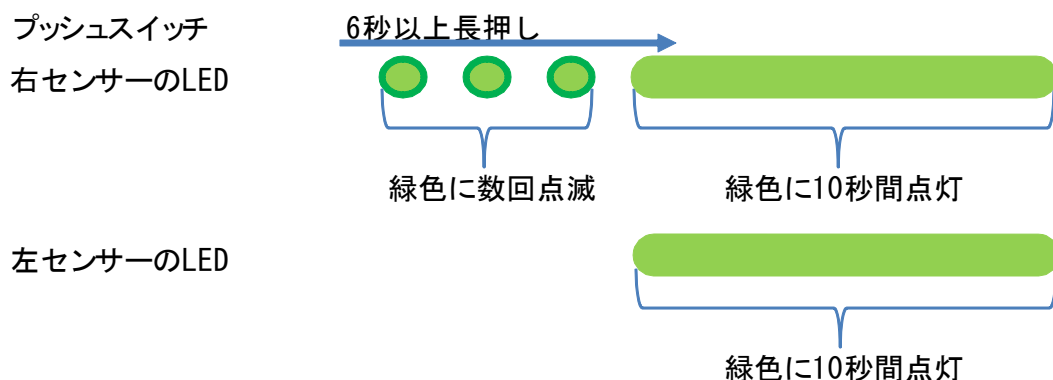 プッシュスイッチ
6秒以上長押し
右センサーのLED
緑色に数回点滅
緑色に10秒間点灯
左センサーのLED
緑色に10秒間点灯